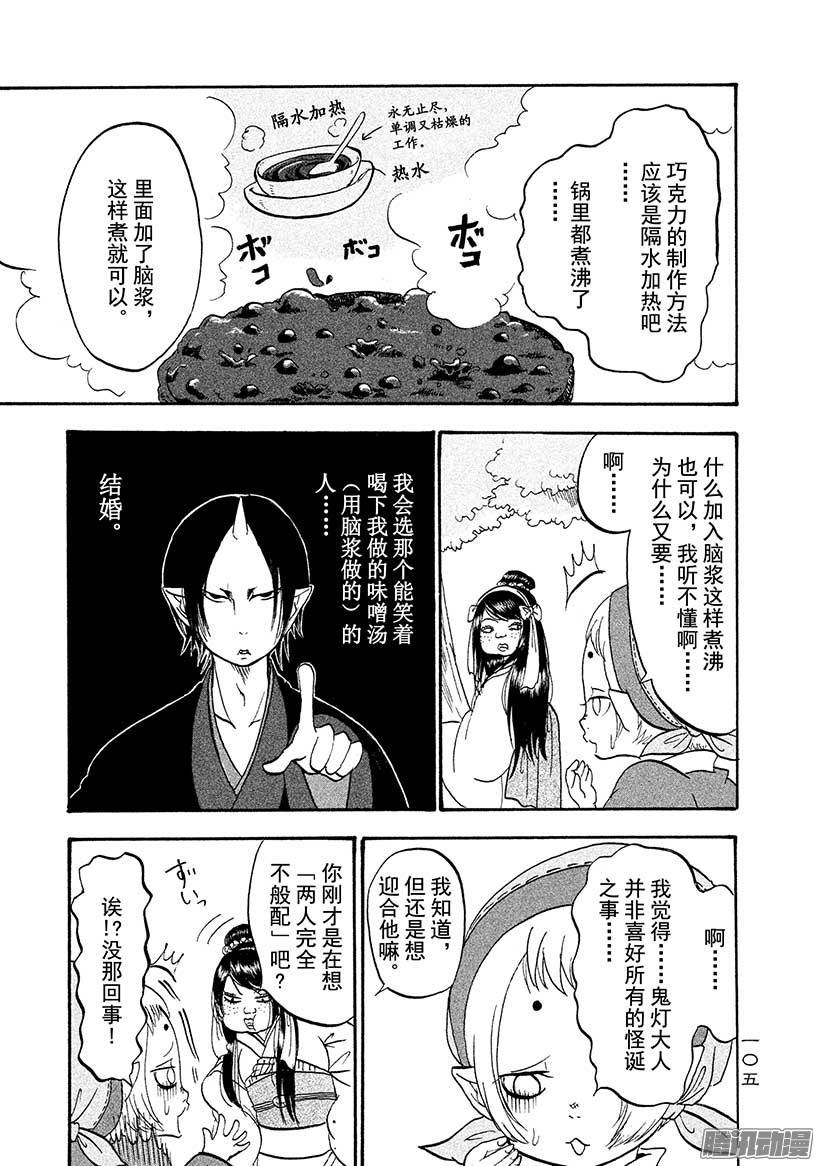 巧克力的制作方法
应该是隔水加热吧
……
锅里都煮沸了
……
隔水加热
永无止尽，
单调又枯燥的
工作。
热水
ボコ
ボコ
ボコ
里面加了脑浆，
这样煮就可以。
什么加入脑浆这样煮沸
也可以，我听不懂啊……
为什么又要……
啊……
我会选那个能笑着
喝下我做的味噌汤
（用脑浆做的）的
人……
结婚。
啊……
我觉得……鬼灯大人
并非喜好所有的怪诞
之事……
我知道，
但还是想
迎合他嘛。
你刚才是在想
「两人完全
不般配」吧？
ずいっ
诶!?没那回事！
一〇五
腾讯动漫